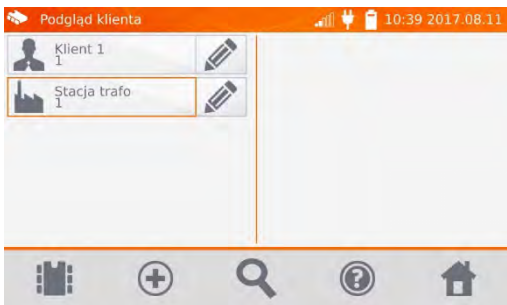 Podgląd klienta
10:39 2017.08.11
Klient 1
1
Stacja trafo
1